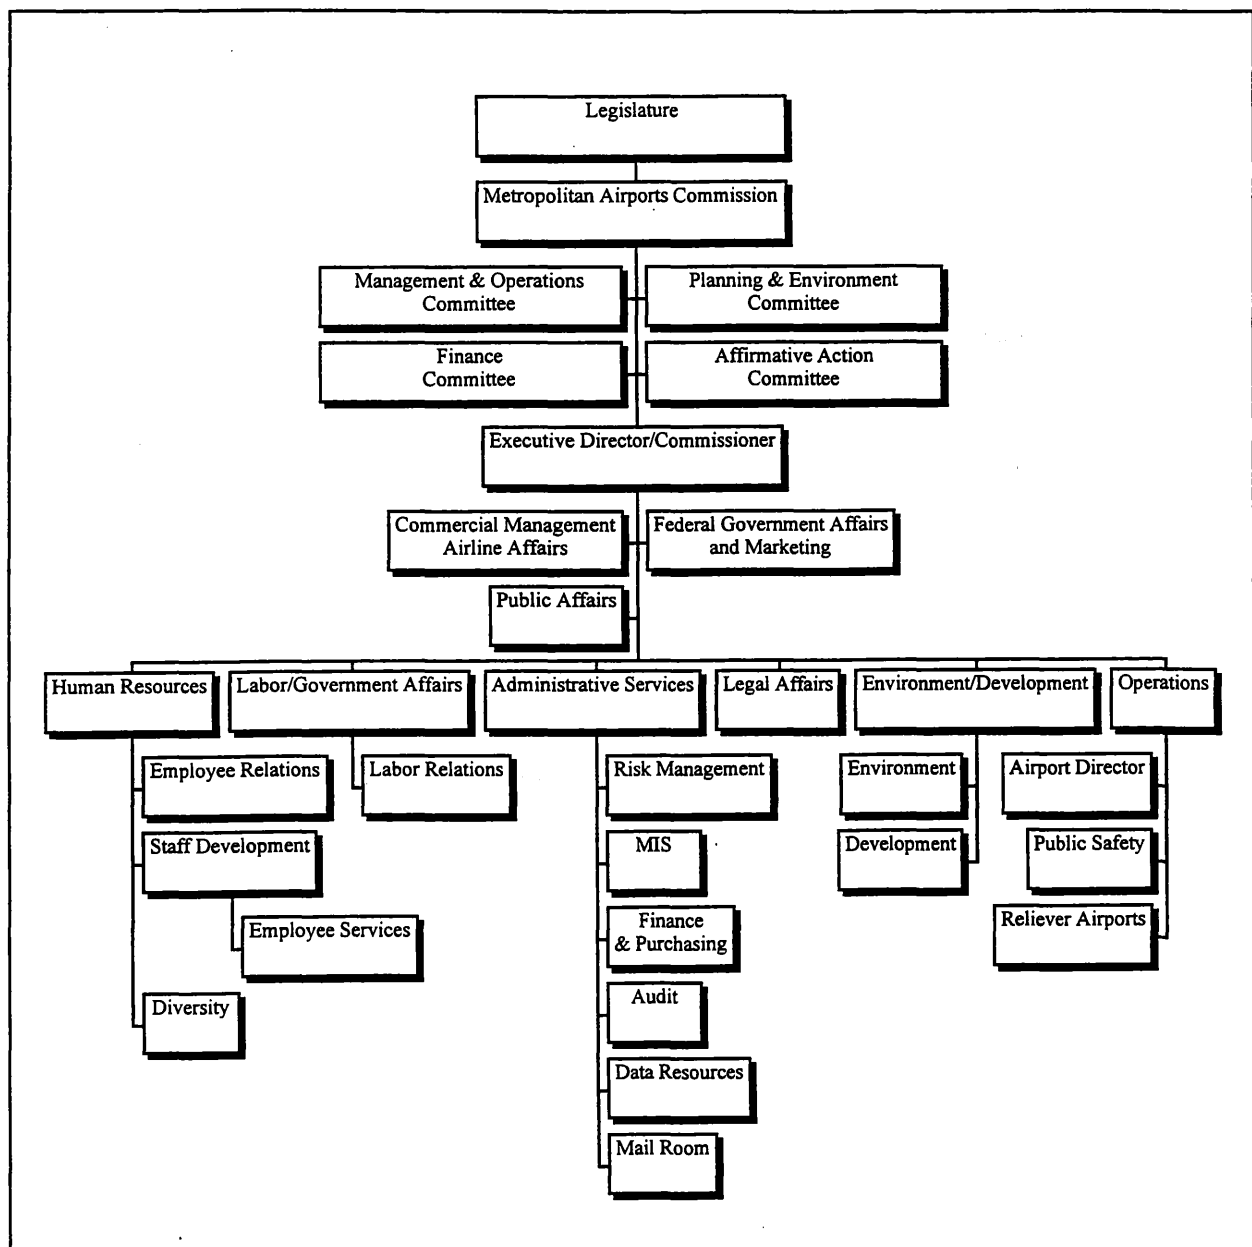 Legislature
Metropolitan Airports Commission
Management & Operations
Committee
Planning & Environment
Committee
Finance
Committee
Affirmative Action
Committee
Executive Director/Commissioner
Commercial Management
Airline Affairs
Federal Government Affairs
and Marketing
Public Affairs
Human Resources
Labor/Government Affairs
Administrative Services
Legal Affairs
Environment/Development
Operations
Employee Relations
Labor Relations
Risk Management
Environment
Airport Director
Staff Development
MIS
Development
Public Safety
Employee Services
Finance
& Purchasing
Reliever Airports
Diversity
Audit
Data Resources
Mail Room